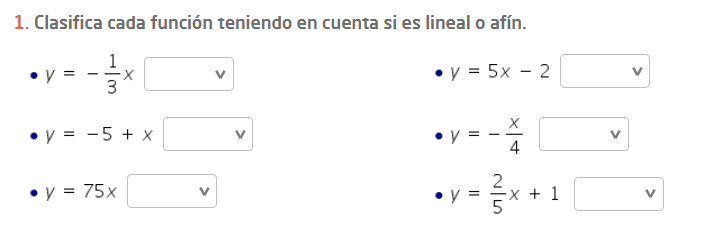 1. Clasifica cada función teniendo en cuenta si es lineal o afín.
• y = -1/3x
• y = 5x - 2
• y = -5 + x
• y = -x/4
• y = 75x
• y = 2/5x + 1